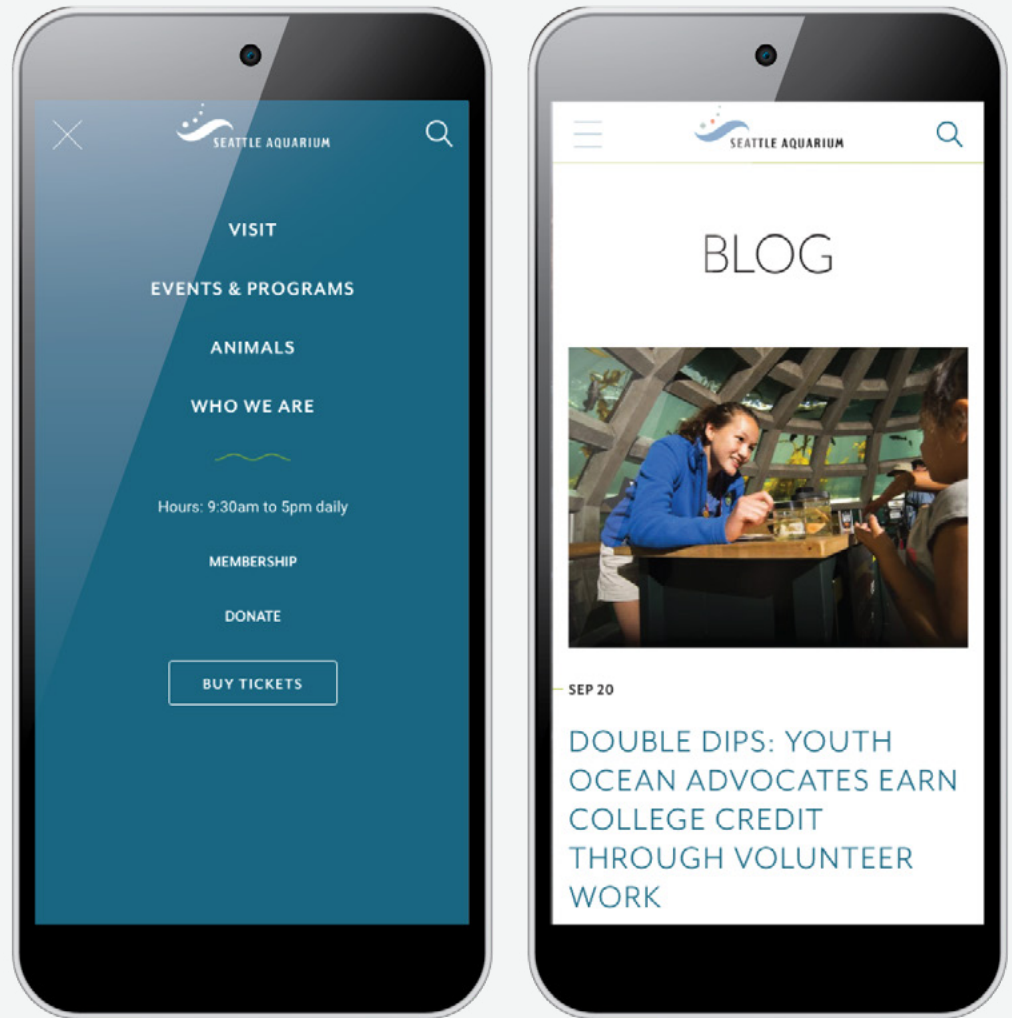 SEATTLE AQUARIUM
VISIT
EVENTS & PROGRAMS
ANIMALS
WHO WE ARE
Hours: 9:30am to 5pm daily
MEMBERSHIP
DONATE
BUY TICKETS
SEATTLE AQUARIUM
BLOG
SEP 20
DOUBLE DIPS: YOUTH
OCEAN ADVOCATES EARN
COLLEGE CREDIT
THROUGH VOLUNTEER
WORK